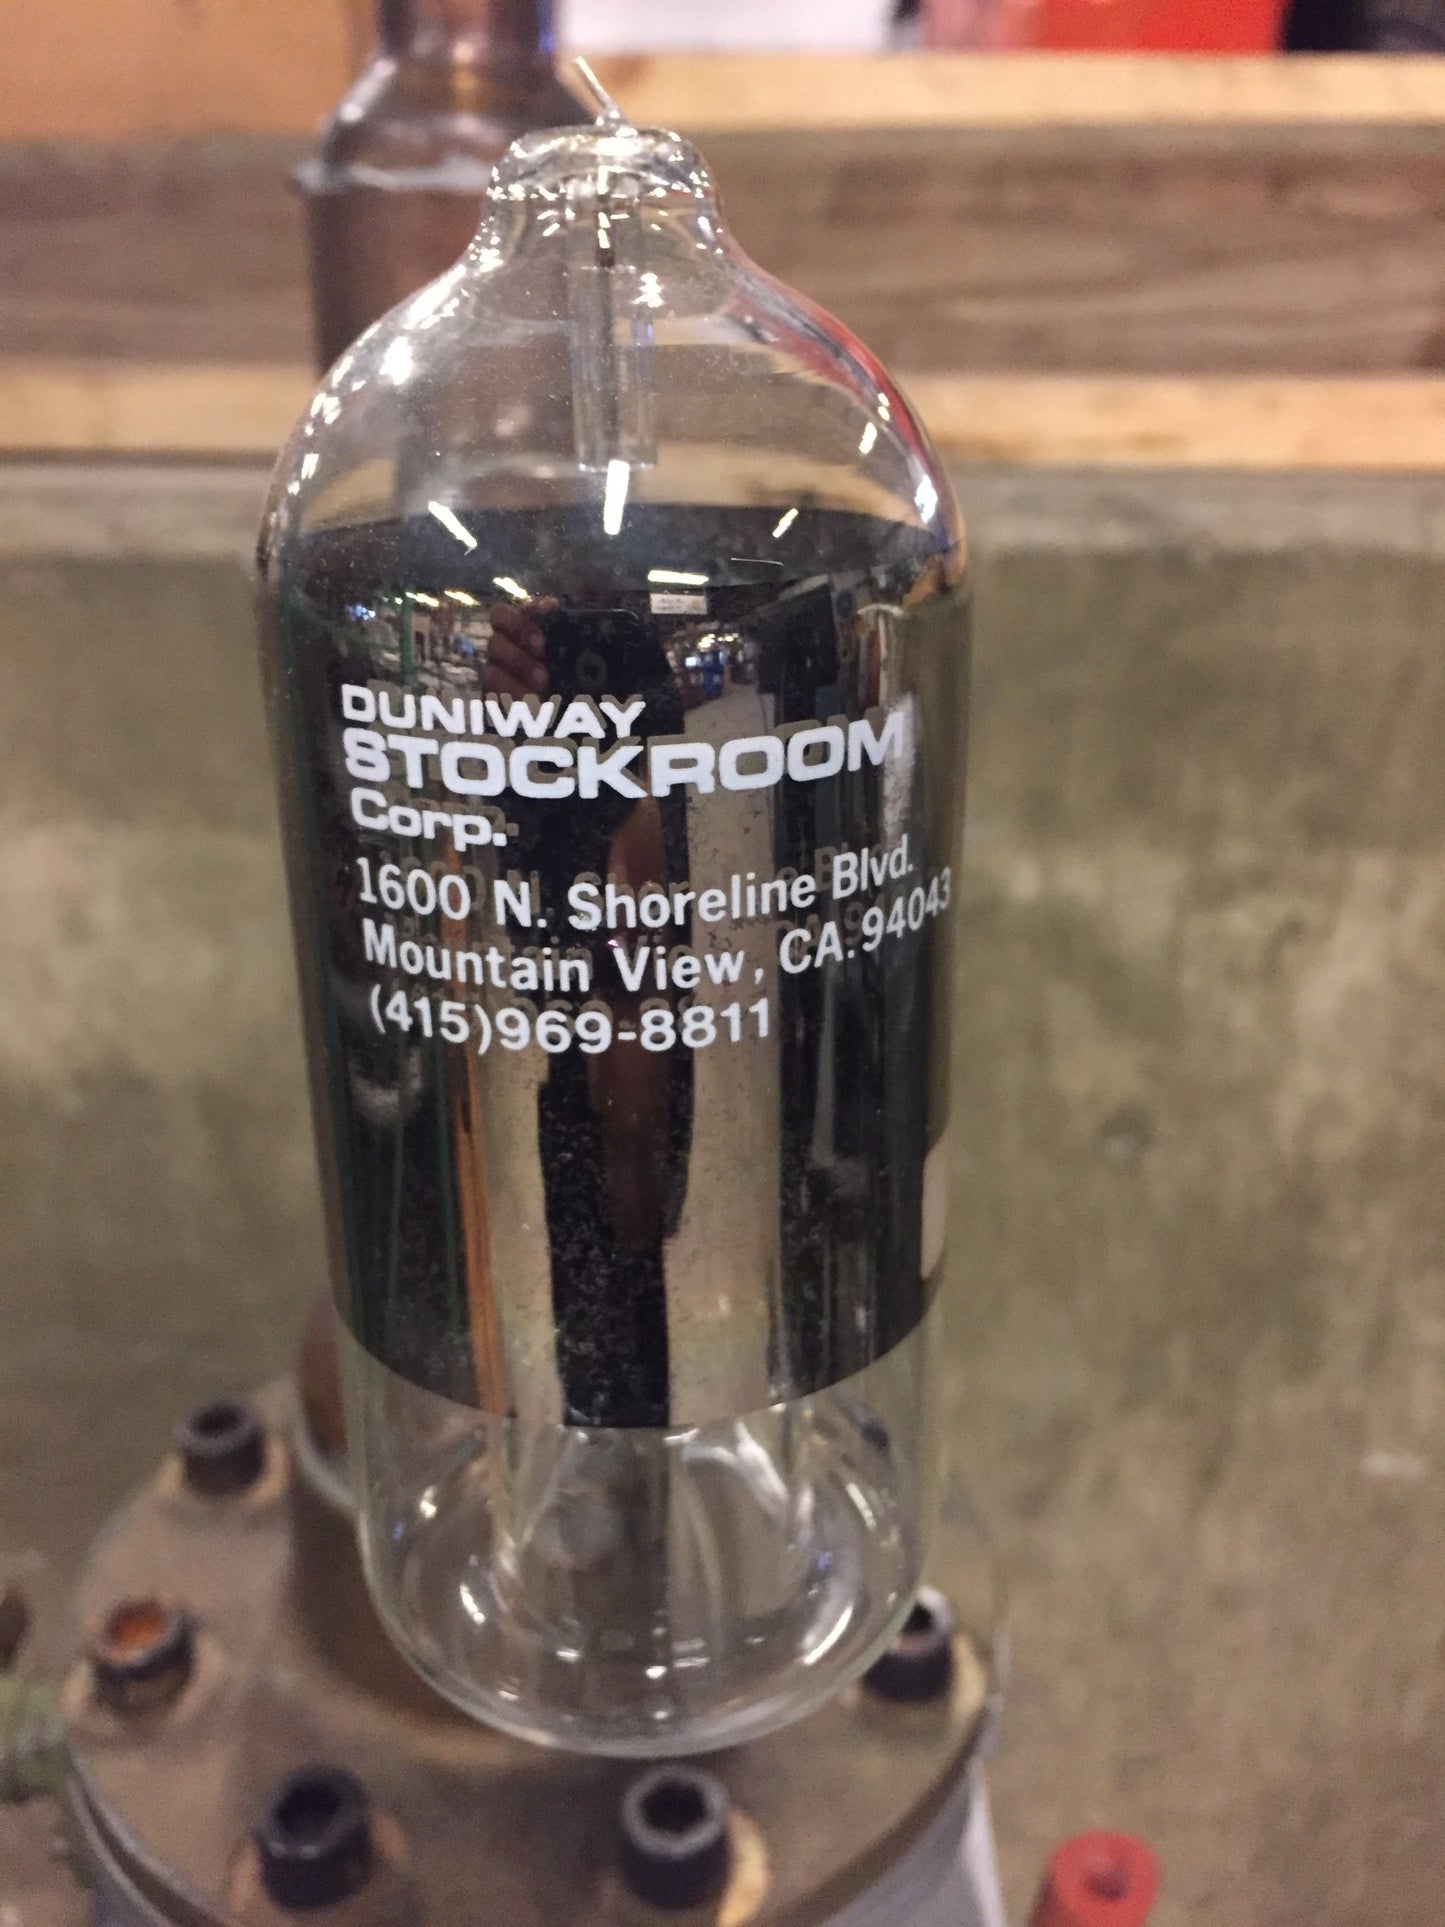 DUNIWAY
STOCKROOM
Corp.
1600 N. Shoreline Blvd.
Mountain View, CA. 94043
(415)969-8811